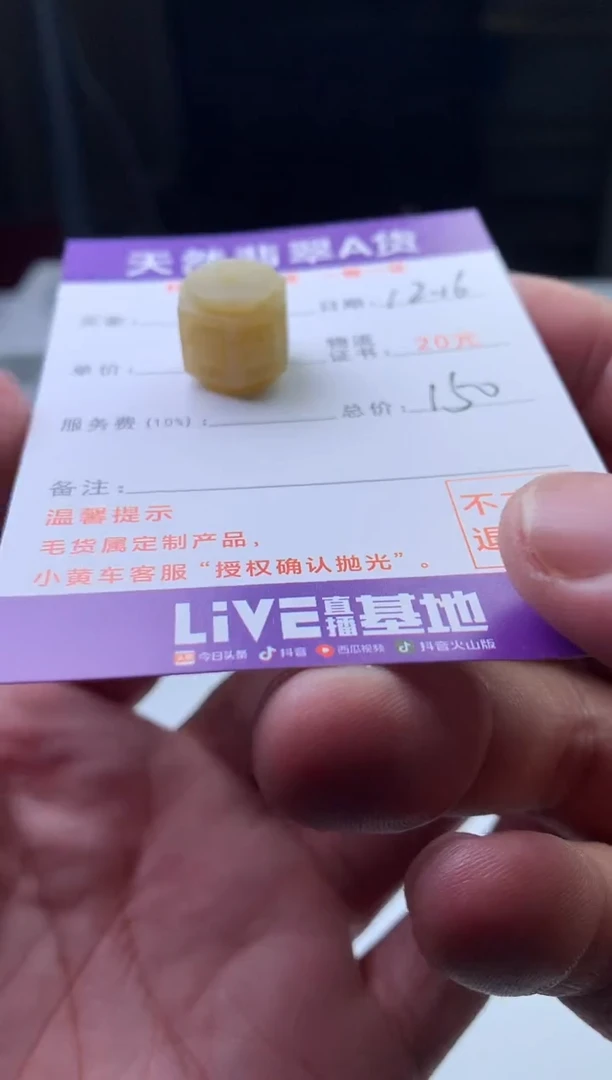 天然翡翠A货
日期: 12-16
单价:
物流
证书: 20元
服务费 (10%) :
总价: 150
备注:
温馨提示
毛货属定制产品,
小黄车客服“授权确认抛光”。
不
退
LiVE直播基地
今日头条 抖音 西瓜视频 抖音火山版